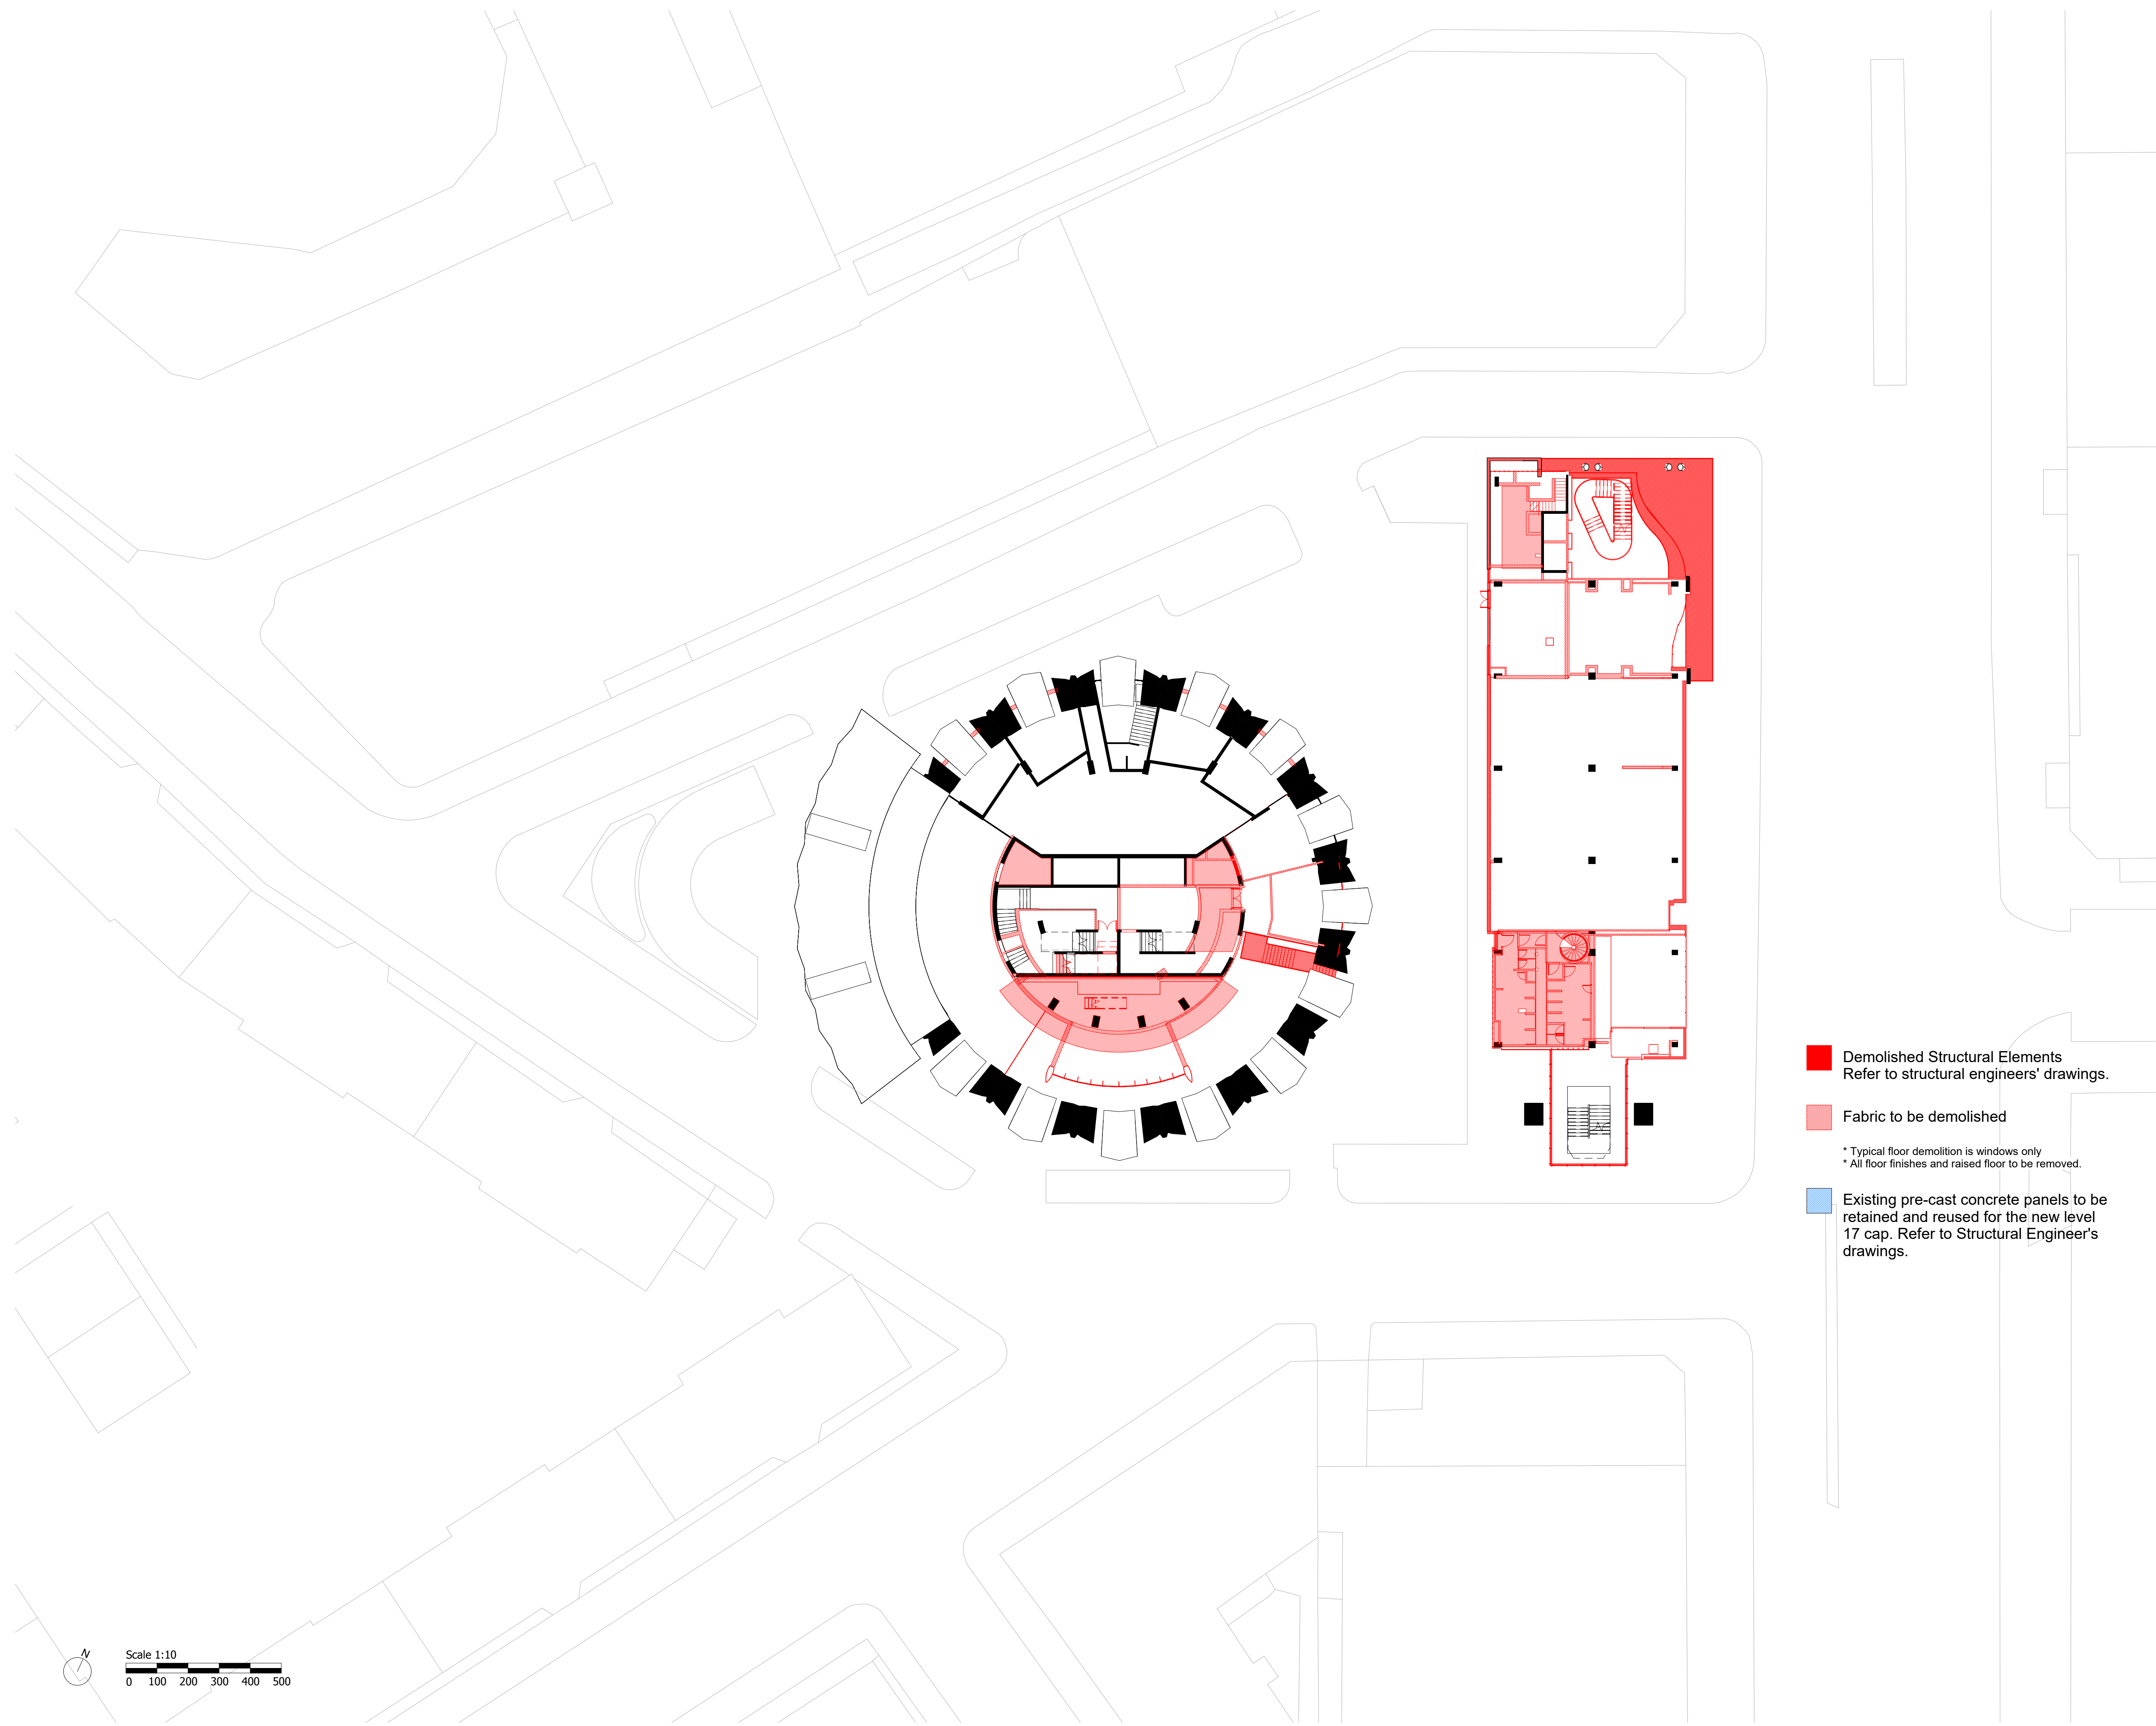 Demolished Structural Elements
Refer to structural engineers' drawings.
Fabric to be demolished
* Typical floor demolition is windows only
* All floor finishes and raised floor to be removed.
Existing pre-cast concrete panels to be
retained and reused for the new level
17 cap. Refer to Structural Engineer's
drawings.
N
Scale 1:10
0 100 200 300 400 500